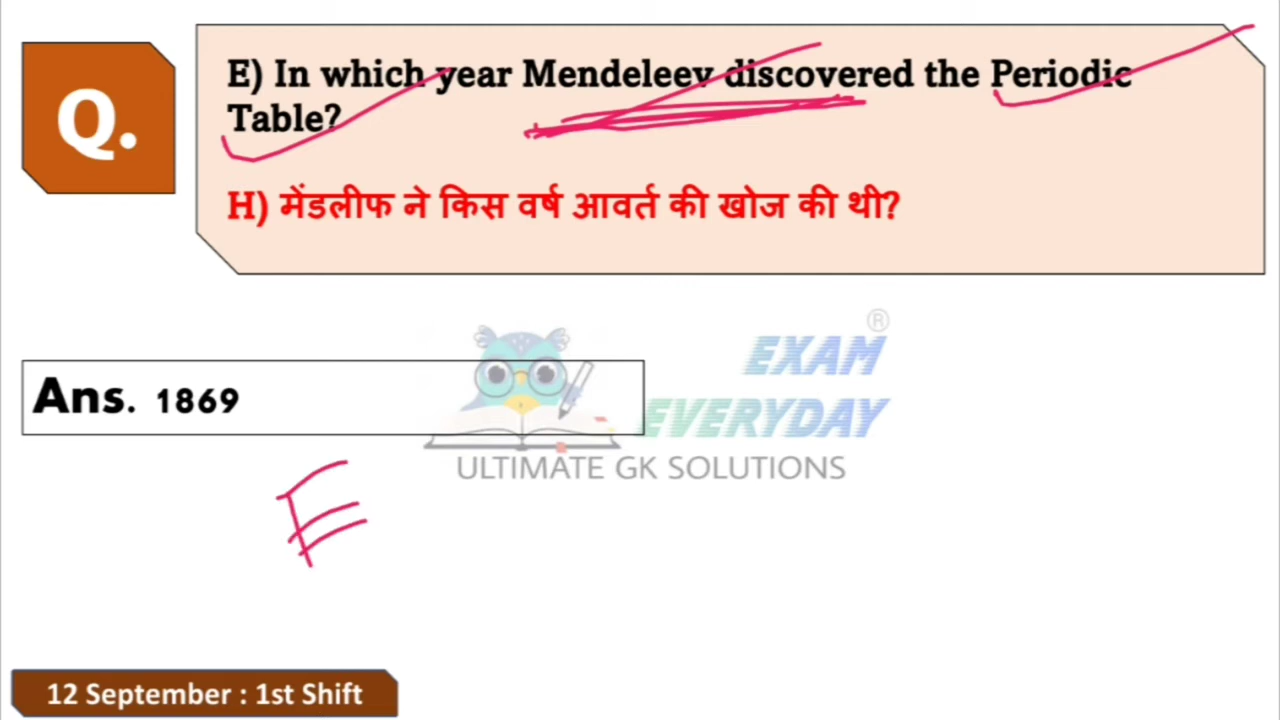 Q.
E) In which year Mendeleev discovered the Periodic
Table?
H) मेंडलीफ ने किस वर्ष आवर्त की खोज की थी?
Ans. 1869
®
EXAM
EVERYDAY
ULTIMATE GK SOLUTIONS
E
12 September : 1st Shift